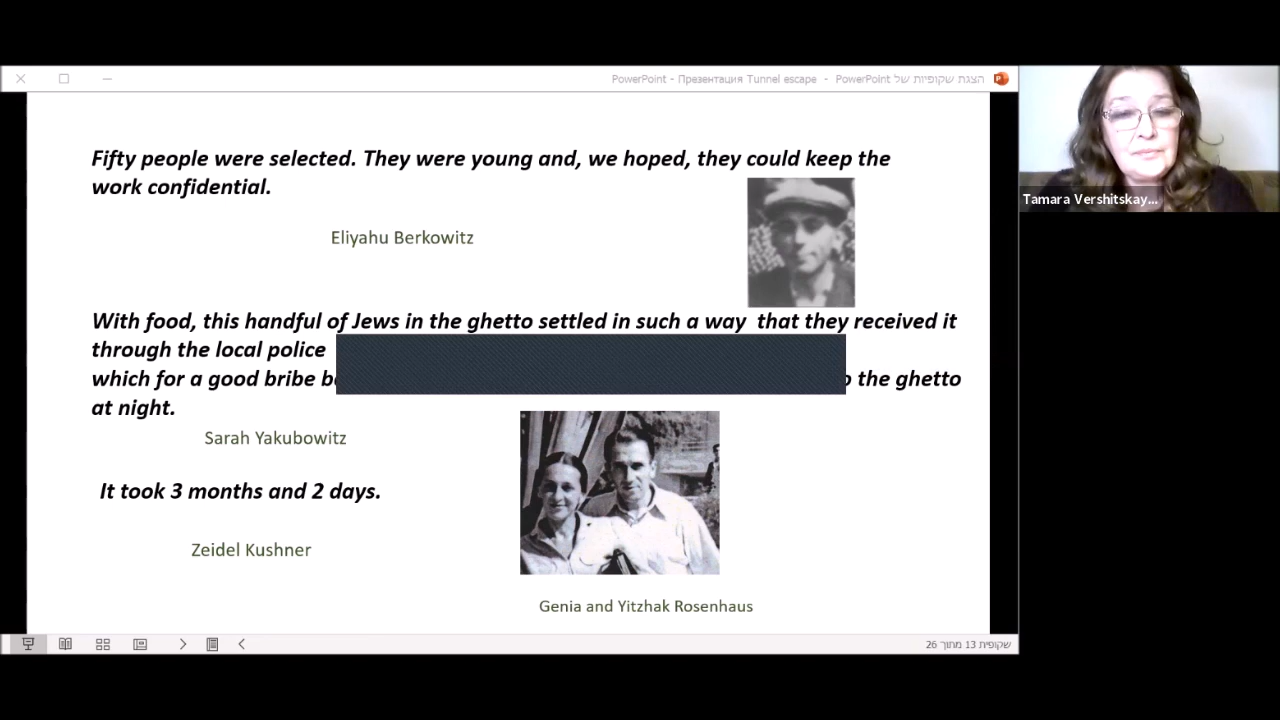 PowerPoint - Презентация Tunnel escape - PowerPoint הצגת שקופיות של
Fifty people were selected. They were young and, we hoped, they could keep the
work confidential.
Eliyahu Berkowitz
With food, this handful of Jews in the ghetto settled in such a way that they received it
through the local police
which for a good bribe the ghetto
at night.
Sarah Yakubowitz
It took 3 months and 2 days.
Zeidel Kushner
Genia and Yitzhak Rosenhaus
שקופית 13 מתוך 26
Tamara Vershitskay...